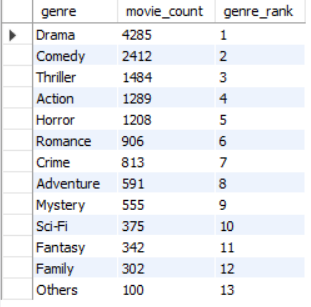 genre movie_count genre_rank
Drama 4285 1
Comedy 2412 2
Thriller 1484 3
Action 1289 4
Horror 1208 5
Romance 906 6
Crime 813 7
Adventure 591 8
Mystery 555 9
Sci-Fi 375 10
Fantasy 342 11
Family 302 12
Others 100 13